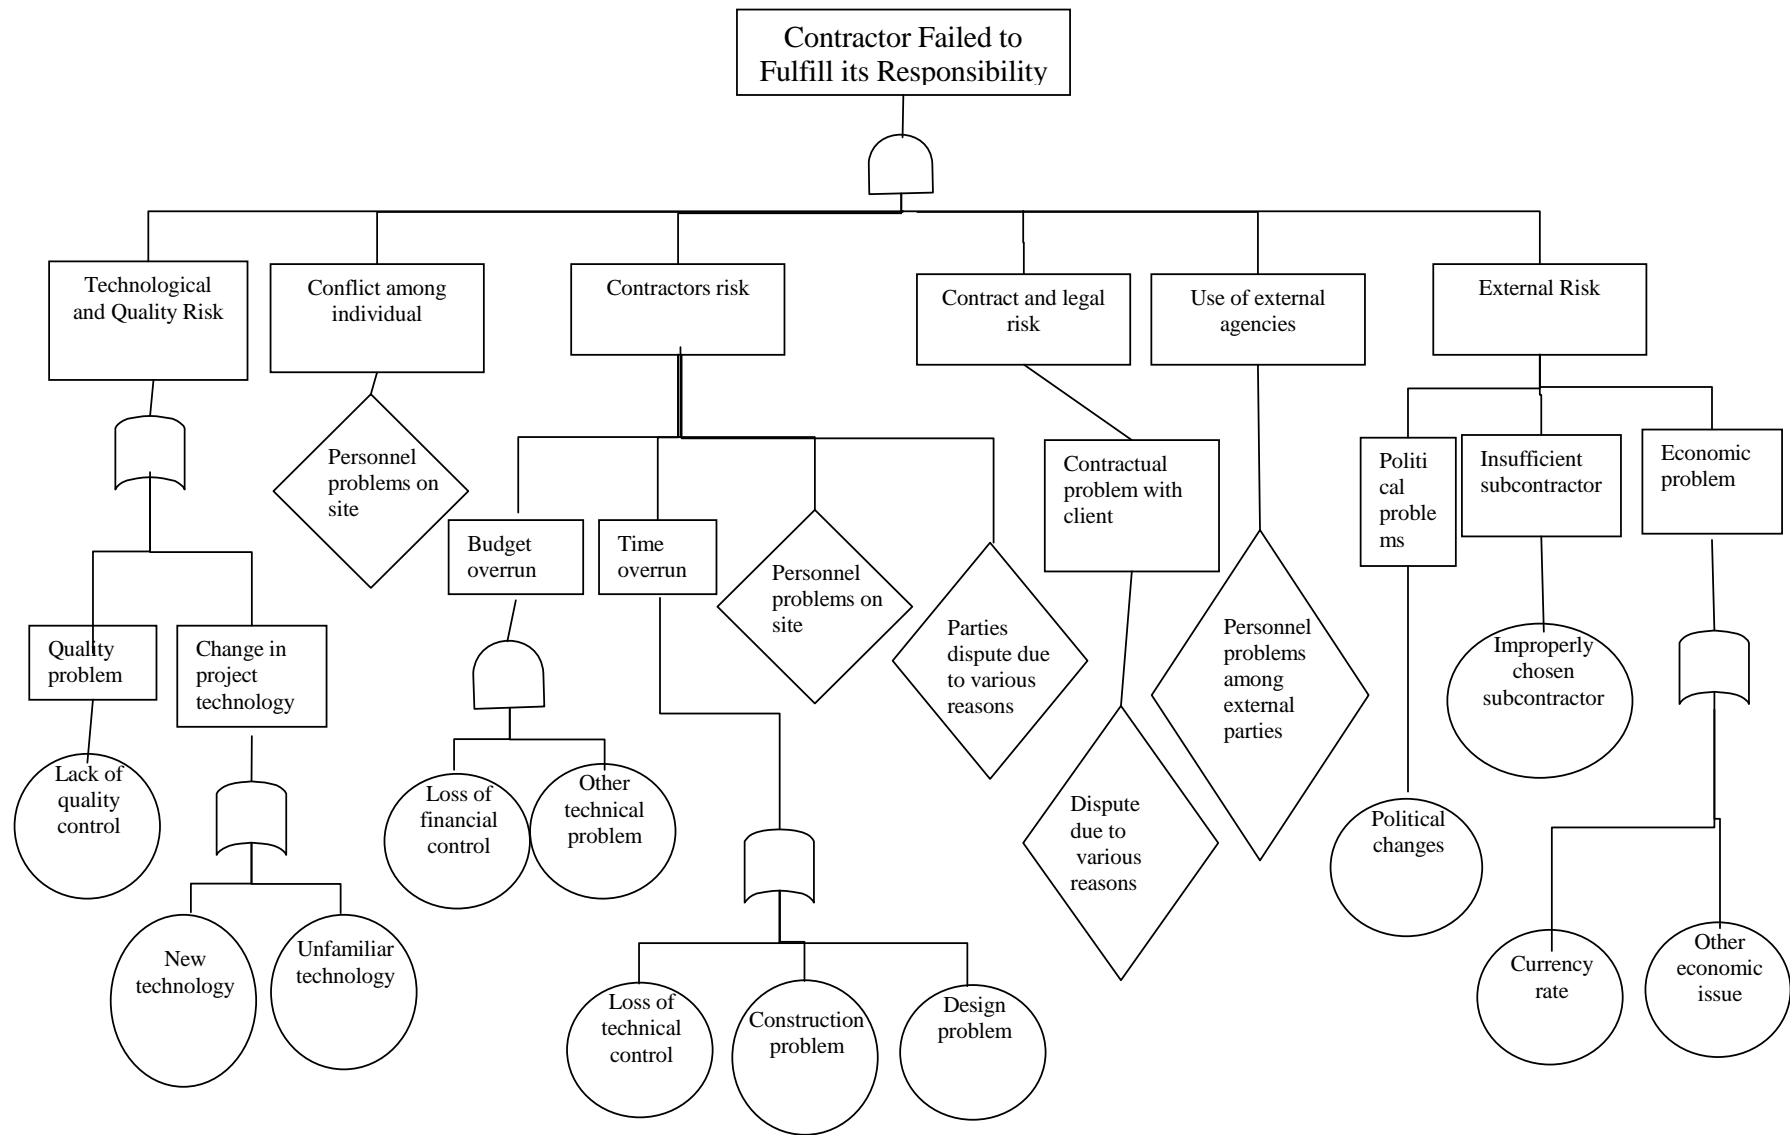 Contractor Failed to
Fulfill its Responsibility
Technological
and Quality Risk
Conflict among
individual
Contractors risk
Contract and legal
risk
Use of external
agencies
External Risk
Personnel
problems on
site
Budget
overrun
Time
overrun
Personnel
problems on
site
Parties
dispute due
to various
reasons
Contractual
problem with
client
Personnel
problems
among
external
parties
Politi
cal
proble
ms
Insufficient
subcontractor
Economic
problem
Quality
problem
Change in
project
technology
Improperly
chosen
subcontractor
Lack of
quality
control
Loss of
financial
control
Other
technical
problem
Dispute
due to
various
reasons
Political
changes
New
technology
Unfamiliar
technology
Loss of
technical
control
Construction
problem
Design
problem
Currency
rate
Other
economic
issue